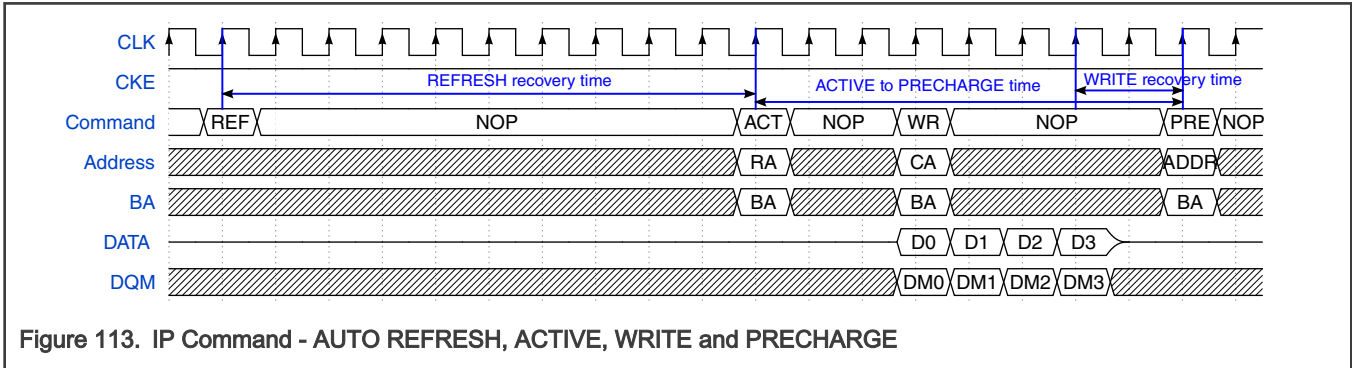 CLK
CKE REFRESH recovery time ACTIVE to PRECHARGE time WRITE recovery time
Command REF NOP ACT NOP WR NOP PRE NOP
Address RA CA ADDR
BA BA BA BA
DATA D0 D1 D2 D3
DQM DM0 DM1 DM2 DM3
Figure 113. IP Command - AUTO REFRESH, ACTIVE, WRITE and PRECHARGE